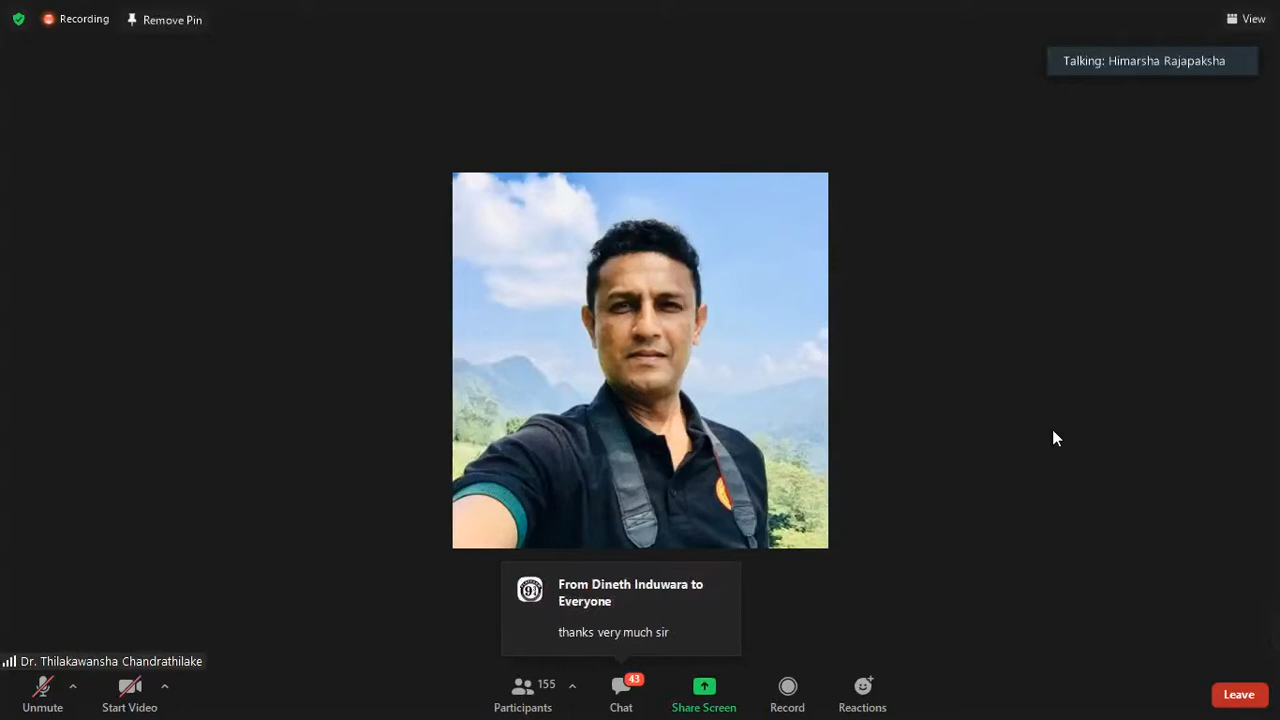 Recording
Remove Pin
View
Talking: Himarsha Rajapaksha
From Dineth Induwara to
Everyone
thanks very much sir
Dr. Thilakawansha Chandrathilake
Unmute
Start Video
155
Participants
43
Chat
Share Screen
Record
Reactions
Leave